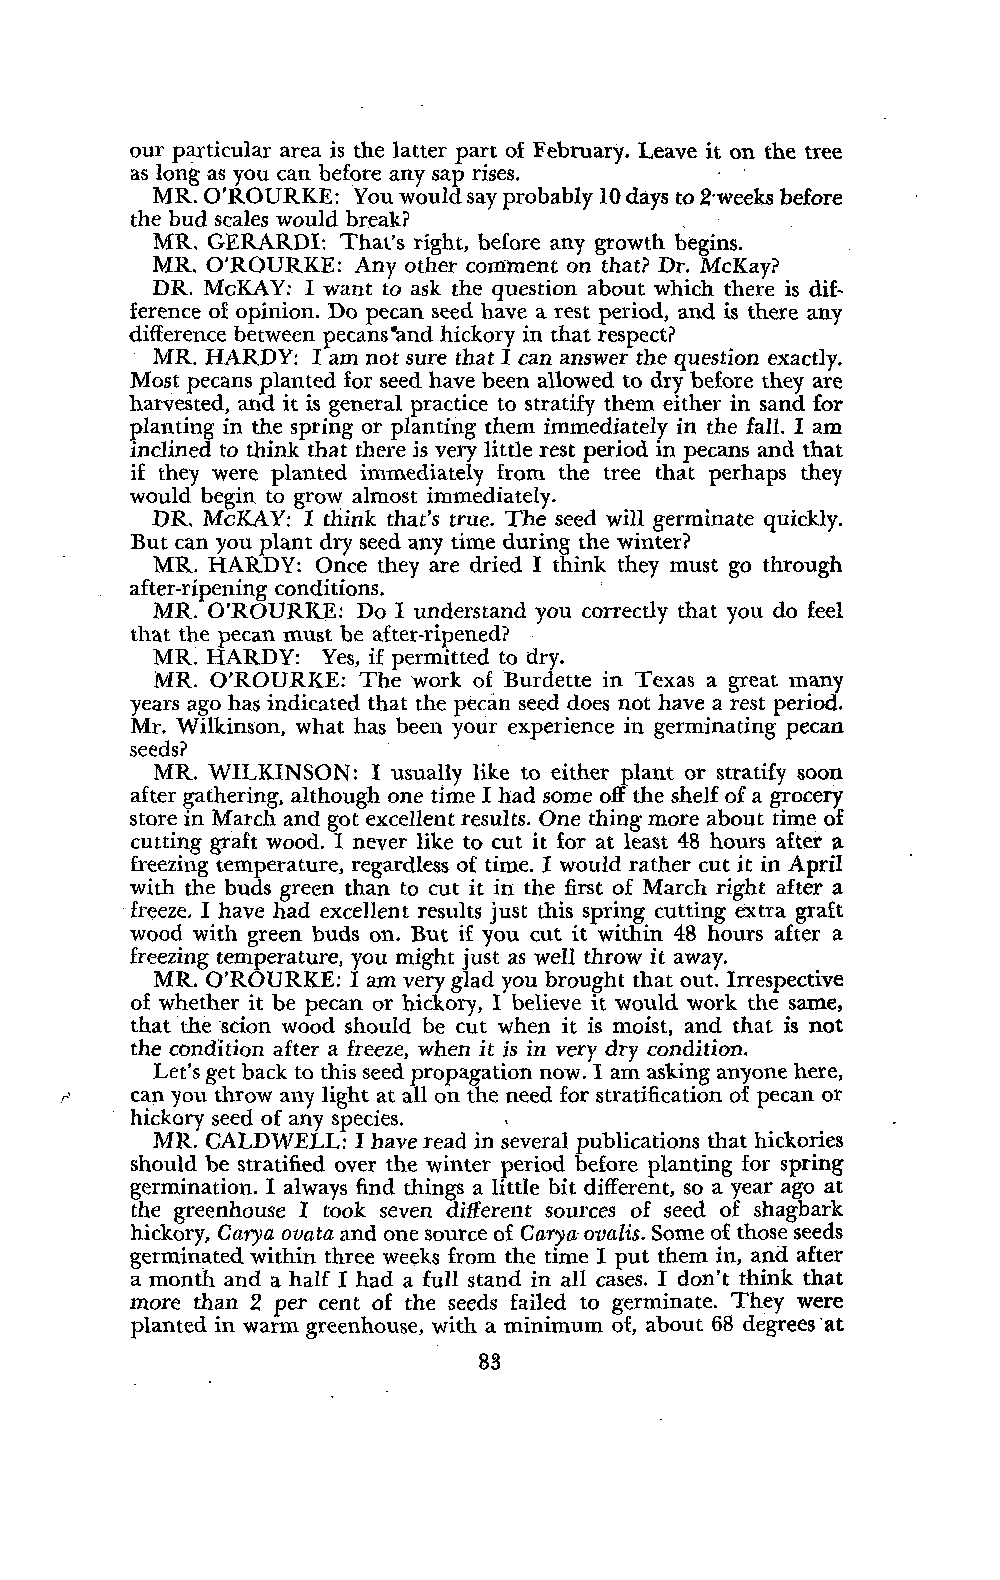 our particular area is the latter part of February. Leave it on the tree
as long as you can before any sap rises.
MR. O'ROURKE: You would say probably 10 days to 2 weeks before
the bud scales would break?
MR. GERARDI: That's right, before any growth begins.
MR. O'ROURKE: Any other comment on that? Dr. McKay?
DR. McKAY: I want to ask the question about which there is dif-
ference of opinion. Do pecan seed have a rest period, and is there any
difference between pecans and hickory in that respect?
MR. HARDY: I am not sure that I can answer the question exactly.
Most pecans planted for seed have been allowed to dry before they are
harvested, and it is general practice to stratify them either in sand for
planting in the spring or planting them immediately in the fall. I am
inclined to think that there is very little rest period in pecans and that
if they were planted immediately from the tree that perhaps they
would begin to grow almost immediately.
DR. McKAY: I think that's true. The seed will germinate quickly.
But can you plant dry seed any time during the winter?
MR. HARDY: Once they are dried I think they must go through
after-ripening conditions.
MR. O'ROURKE: Do I understand you correctly that you do feel
that the pecan must be after-ripened?
MR. HARDY: Yes, if permitted to dry.
MR. O'ROURKE: The work of Burdette in Texas a great many
years ago has indicated that the pecan seed does not have a rest period.
Mr. Wilkinson, what has been your experience in germinating pecan
seeds?
MR. WILKINSON: I usually like to either plant or stratify soon
after gathering, although one time I had some off the shelf of a grocery
store in March and got excellent results. One thing more about time of
cutting graft wood. I never like to cut it for at least 48 hours after a
freezing temperature, regardless of time. I would rather cut it in April
with the buds green than to cut it in the first of March right after a
freeze. I have had excellent results just this spring cutting extra graft
wood with green buds on. But if you cut it within 48 hours after a
freezing temperature, you might just as well throw it away.
MR. O'ROURKE: I am very glad you brought that out. Irrespective
of whether it be pecan or hickory, I believe it would work the same,
that the scion wood should be cut when it is moist, and that is not
the condition after a freeze, when it is in very dry condition.
Let's get back to this seed propagation now. I am asking anyone here,
can you throw any light at all on the need for stratification of pecan or
hickory seed of any species.
MR. CALDWELL: I have read in several publications that hickories
should be stratified over the winter period before planting for spring
germination. I always find things a little bit different, so a year ago at
the greenhouse I took seven different sources of seed of shagbark
hickory, Carya ovata and one source of Carya ovalis. Some of those seeds
germinated within three weeks from the time I put them in, and after
a month and a half I had a full stand in all cases. I don't think that
more than 2 per cent of the seeds failed to germinate. They were
planted in warm greenhouse, with a minimum of, about 68 degrees at
83